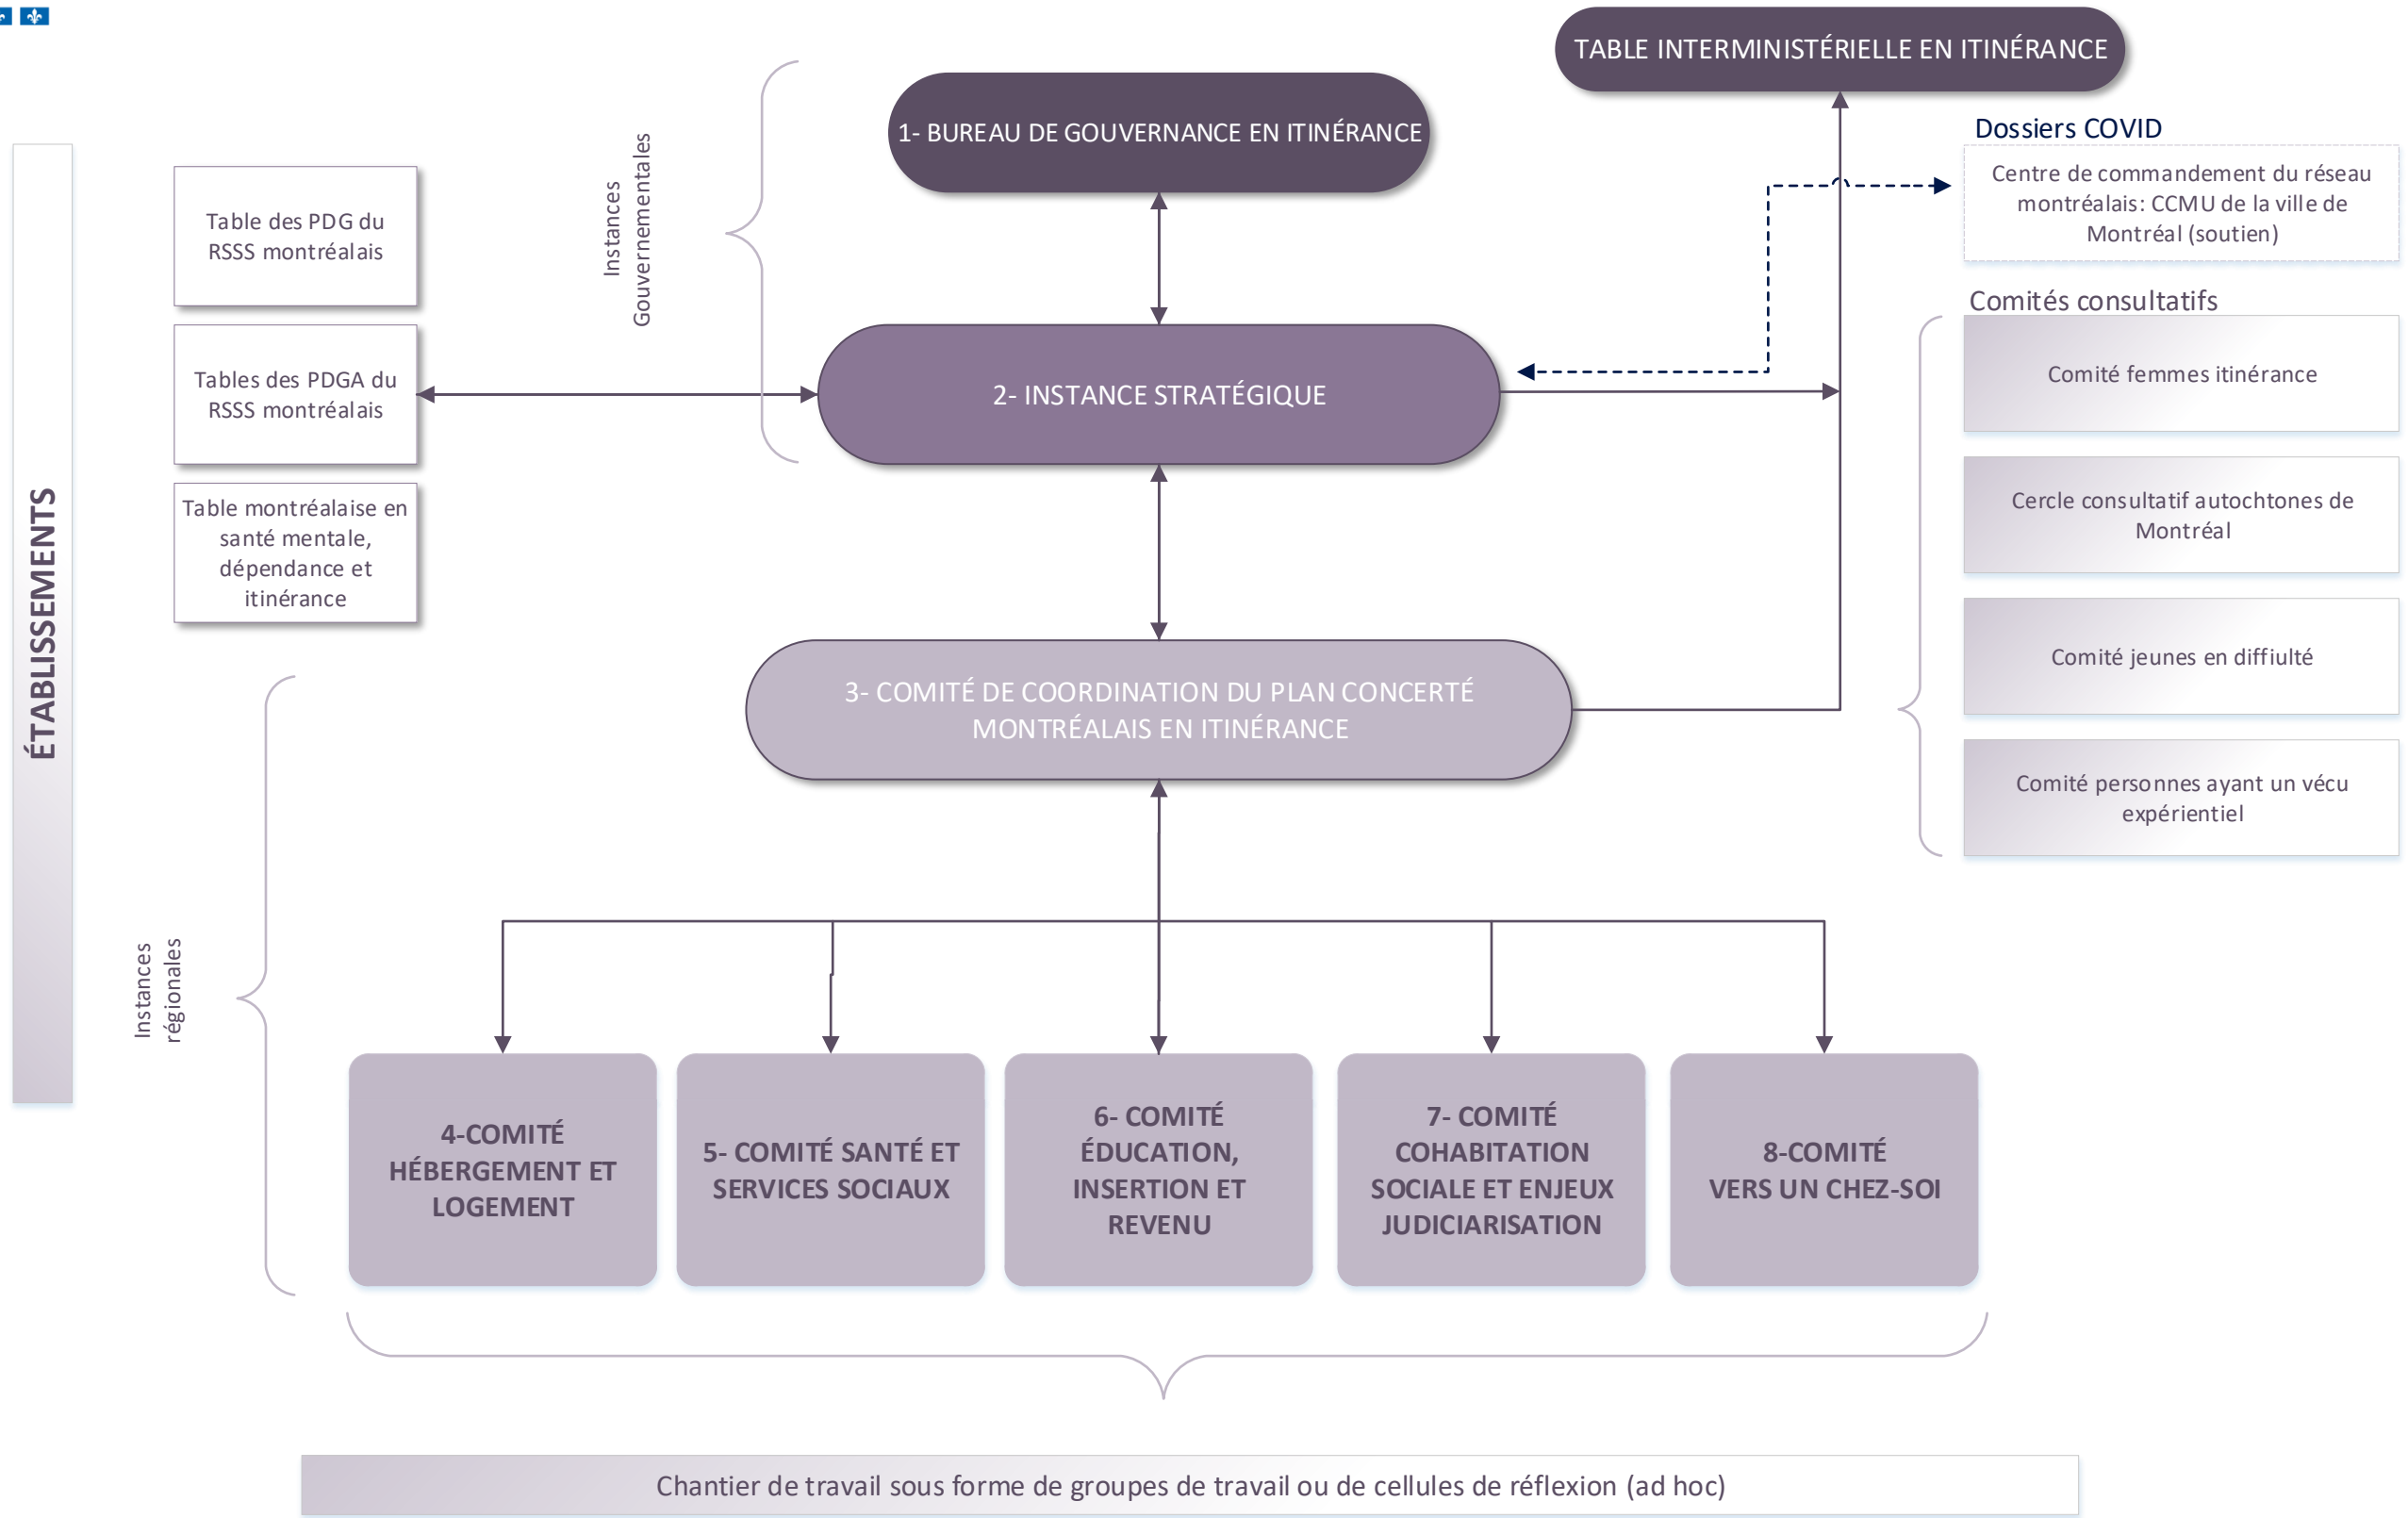 TABLE INTERMINISTÉRIELLE EN ITINÉRANCE
1- BUREAU DE GOUVERNANCE EN ITINÉRANCE
Instances
Gouvernementales
Dossiers COVID
Centre de commandement du réseau
montréalais: CCMU de la ville de
Montréal (soutien)
ÉTABLISSEMENTS
Table des PDG du
RSSS montréalais
Tables des PDGA du
RSSS montréalais
Table montréalaise en
santé mentale,
dépendance et
itinérance
2- INSTANCE STRATÉGIQUE
Comités consultatifs
Comité femmes itinérance
Cercle consultatif autochtones de
Montréal
Comité jeunes en diffiulté
Comité personnes ayant un vécu
expérientiel
3- COMITÉ DE COORDINATION DU PLAN CONCERTÉ
MONTRÉALAIS EN ITINÉRANCE
Instances
régionales
4-COMITÉ
HÉBERGEMENT ET
LOGEMENT
5- COMITÉ SANTÉ ET
SERVICES SOCIAUX
6- COMITÉ
ÉDUCATION,
INSERTION ET
REVENU
7- COMITÉ
COHABITATION
SOCIALE ET ENJEUX
JUDICIARISATION
8-COMITÉ
VERS UN CHEZ-SOI
Chantier de travail sous forme de groupes de travail ou de cellules de réflexion (ad hoc)